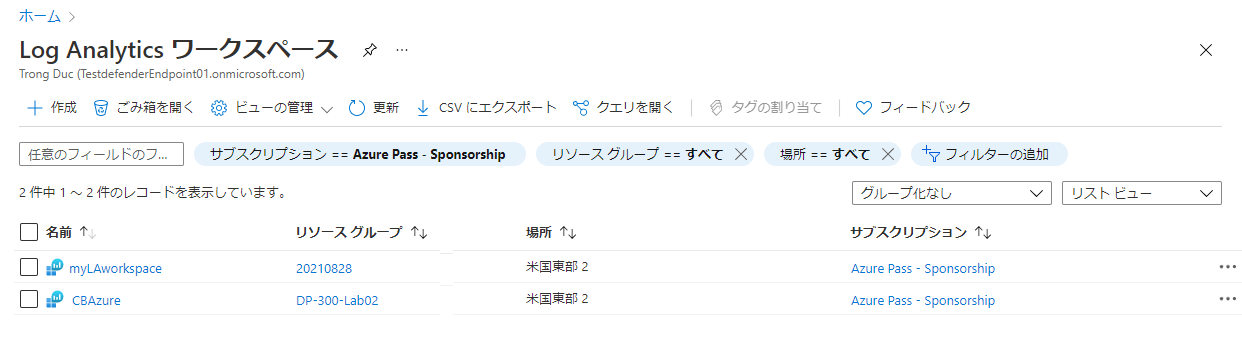 ホーム
Log Analytics ワークスペース
Trong Duc (TestdefenderEndpoint01.onmicrosoft.com)
作成 ごみ箱を開く ビューの管理 更新 CSV にエクスポート クエリを開く タグの割り当て フィードバック
任意のフィールドのフ... サブスクリプション == Azure Pass - Sponsorship リソース グループ == すべて 場所 == すべて フィルターの追加
2 件中 1 ～ 2 件のレコードを表示しています。 グループ化なし リスト ビュー
名前 リソース グループ 場所 サブスクリプション
myLAworkspace 20210828 米国東部 2 Azure Pass - Sponsorship
CBAzure DP-300-Lab02 米国東部 2 Azure Pass - Sponsorship